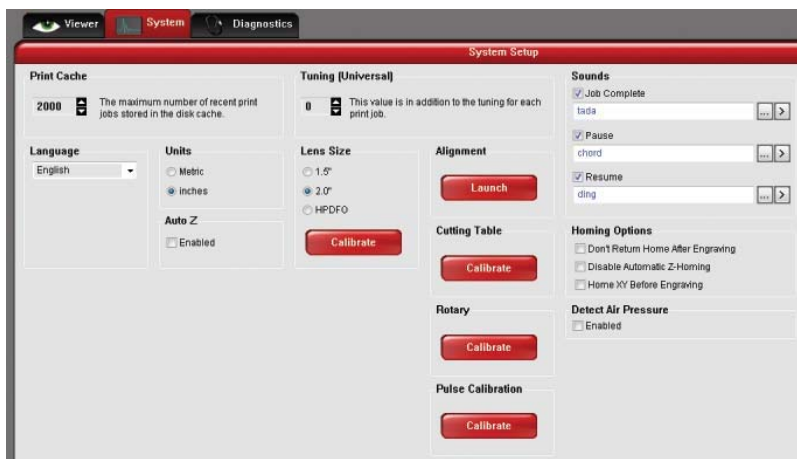 Viewer
System
Diagnostics
System Setup
Print Cache
2000
The maximum number of recent print
jobs stored in the disk cache.
Tuning (Universal)
0
This value is in addition to the tuning for each
print job.
Sounds
Job Complete
tada
...
>
Pause
chord
...
>
Resume
ding
...
>
Language
English
Units
Metric
inches
Auto Z
Enabled
Lens Size
1.5"
2.0"
HPDFO
Calibrate
Alignment
Launch
Cutting Table
Calibrate
Rotary
Calibrate
Pulse Calibration
Calibrate
Homing Options
Don't Return Home After Engraving
Disable Automatic Z-Homing
Home XY Before Engraving
Detect Air Pressure
Enabled